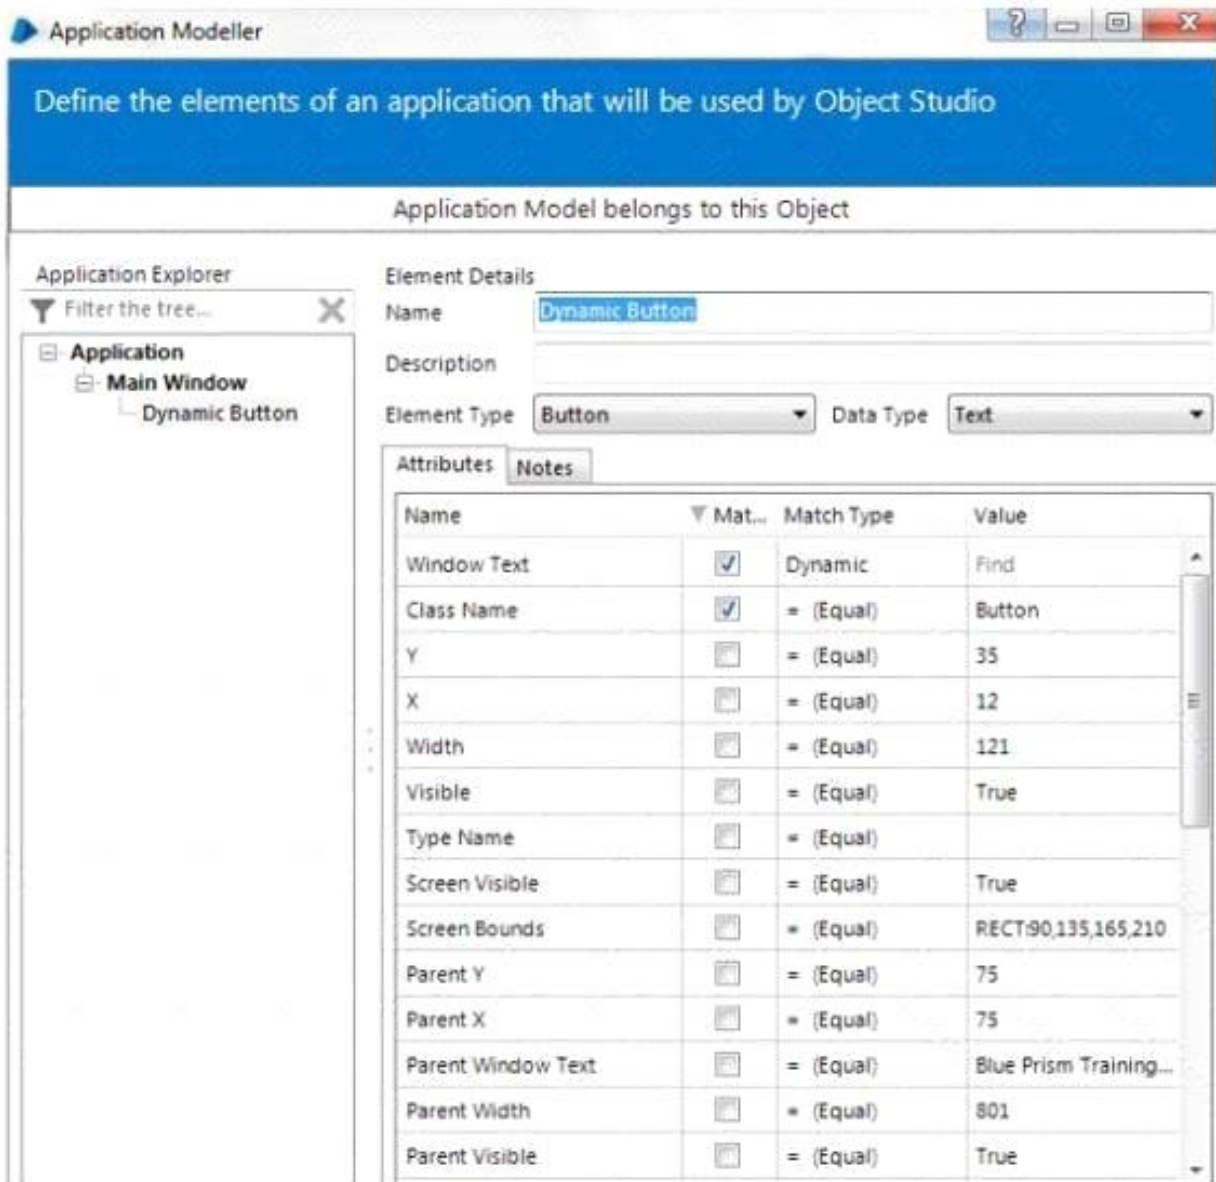 Application Modeller
Define the elements of an application that will be used by Object Studio
Application Model belongs to this Object
Application Explorer
Filter the tree...
Application
Main Window
Dynamic Button
Element Details
Name Dynamic Button
Description
Element Type Button Data Type Text
Attributes Notes
Name Mat... Match Type Value
Window Text Dynamic Find
Class Name = (Equal) Button
Y = (Equal) 35
X = (Equal) 12
Width = (Equal) 121
Visible = (Equal) True
Type Name = (Equal)
Screen Visible = (Equal) True
Screen Bounds = (Equal) RECT:90,135,165,210
Parent Y = (Equal) 75
Parent X = (Equal) 75
Parent Window Text = (Equal) Blue Prism Training...
Parent Width = (Equal) 801
Parent Visible = (Equal) True